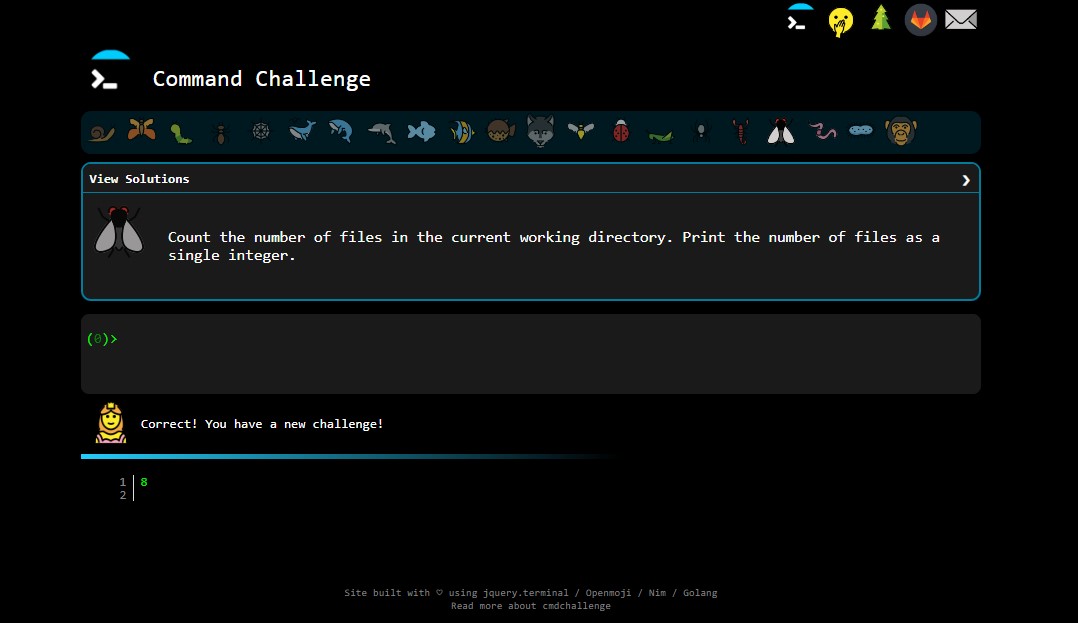 Command Challenge
View Solutions
Count the number of files in the current working directory. Print the number of files as a
single integer.
(0)>
Correct! You have a new challenge!
1 8
2
Site built with ♡ using jquery.terminal / Openmoji / Nim / Golang
Read more about cmdchallenge